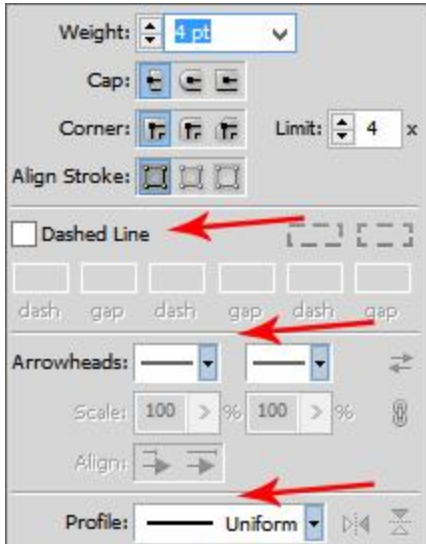 Weight: 4 pt
Cap:
Corner: Limit: 4 x
Align Stroke:
Dashed Line
dash gap dash gap dash gap
Arrowheads:
Scale: 100 % 100 %
Align:
Profile: Uniform